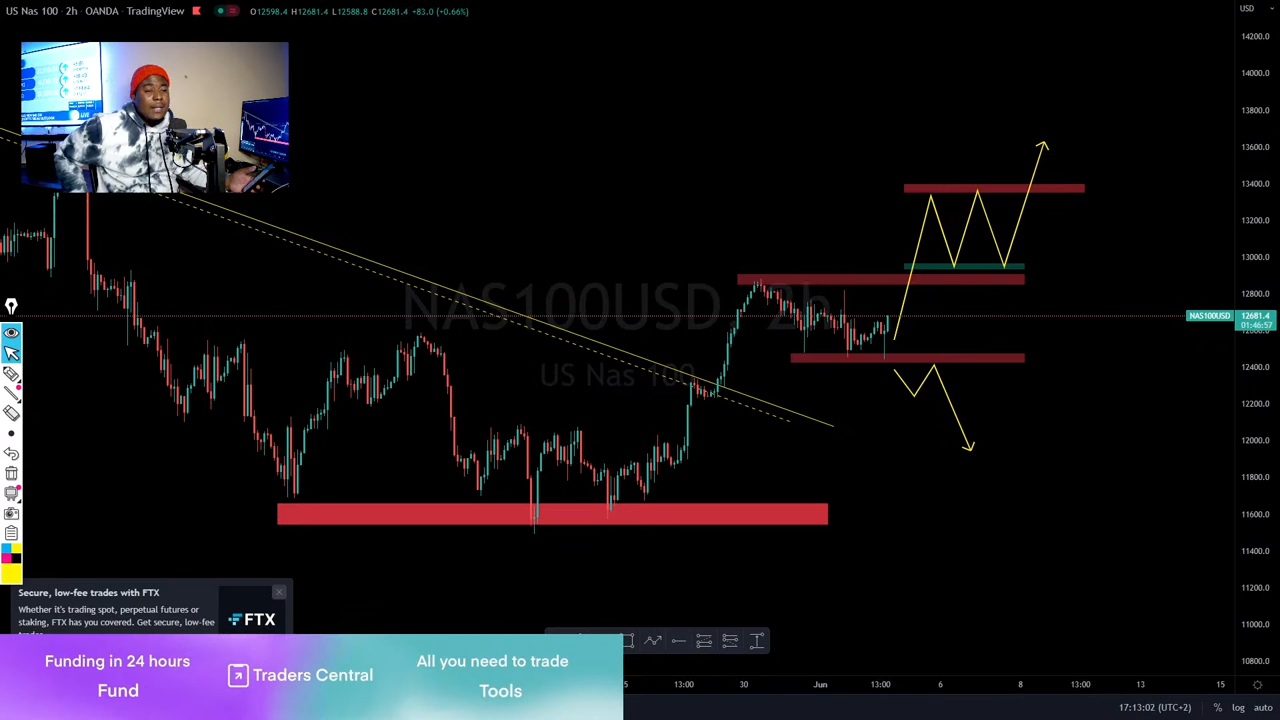 US Nas 100 · 2h · OANDA · TradingView
O12598.4 H12681.4 L12588.8 C12681.4 +83.0 (+0.66%)
USD
14200.0
14000.0
13800.0
13600.0
13400.0
13200.0
13000.0
12800.0
NAS100USD
12681.4
01:46:57
12400.0
12200.0
12000.0
11800.0
11600.0
11400.0
11200.0
11000.0
10800.0
NAS100USD 2h
US Nas 100
LIVE
Secure, low-fee trades with FTX
Whether it's trading spot, perpetual futures or
staking, FTX has you covered. Get secure, low-fee
FTX
Funding in 24 hours
Fund
Traders Central
All you need to trade
Tools
13:00
30
Jun
13:00
6
8
13:00
13
15
17:13:02 (UTC+2)
%
log
auto